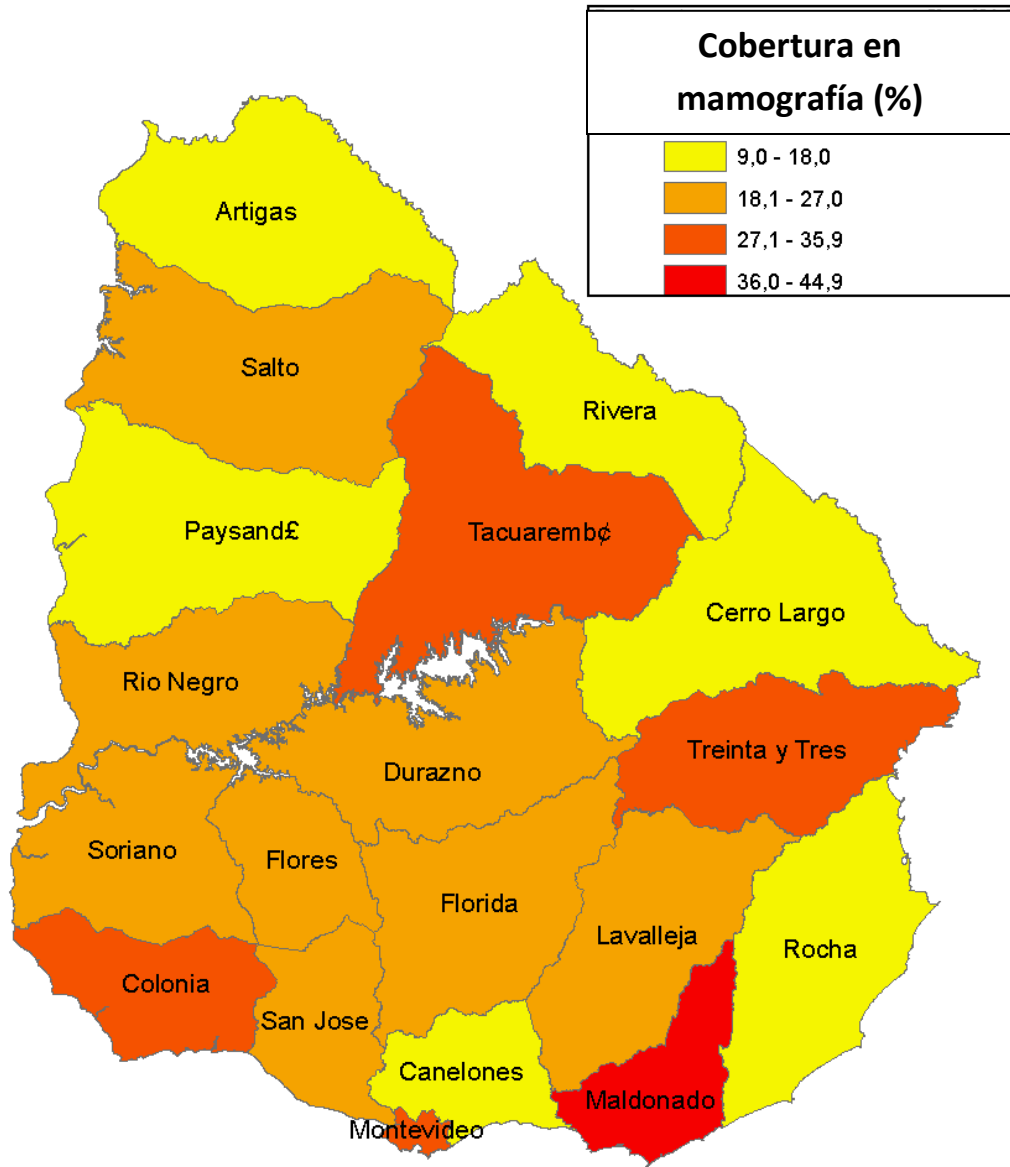 Cobertura en
mamografía (%)
9,0 - 18,0
18,1 - 27,0
27,1 - 35,9
36,0 - 44,9
Artigas
Salto
Rivera
Paysand£
Tacuaremb¢
Cerro Largo
Rio Negro
Treinta y Tres
Durazno
Soriano
Flores
Florida
Lavalleja
Rocha
Colonia
San Jose
Canelones
Maldonado
Montevideo